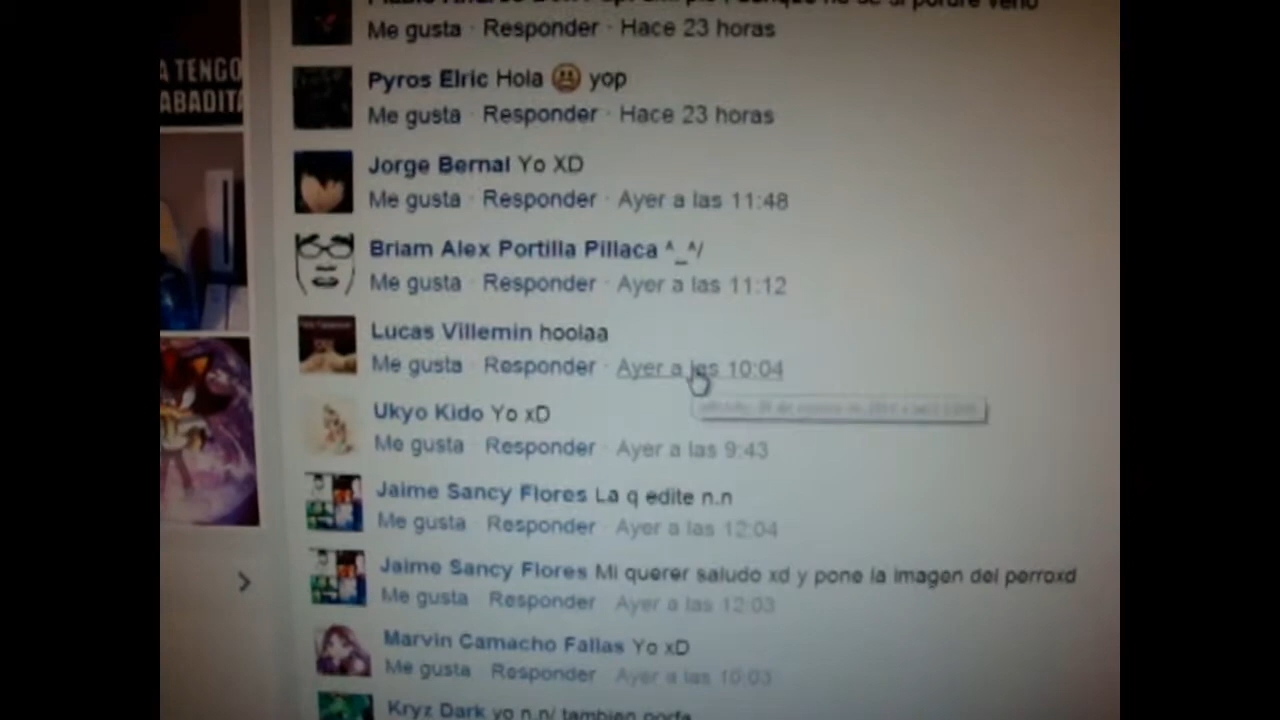 A TENGO
ABADITA
Me gusta · Responder · Hace 23 horas
Pyros Elric Hola yop
Me gusta · Responder · Hace 23 horas
Jorge Bernal Yo XD
Me gusta · Responder · Ayer a las 11:48
Briam Alex Portilla Pillaca ^_^/
Me gusta · Responder · Ayer a las 11:12
Lucas Villemin hoolaa
Me gusta · Responder · Ayer a las 10:04
Ukyo Kido Yo xD
Me gusta · Responder · Ayer a las 9:43
Jaime Sancy Flores La q edite n.n
Me gusta · Responder · Ayer a las 12:04
Jaime Sancy Flores Mi querer saludo xd y pone la imagen del perroxd
Me gusta · Responder · Ayer a las 12:03
Marvin Camacho Fallas Yo xD
Me gusta · Responder · Ayer a las 10:03
Kryz Dark yo n.n/ tambien porfa